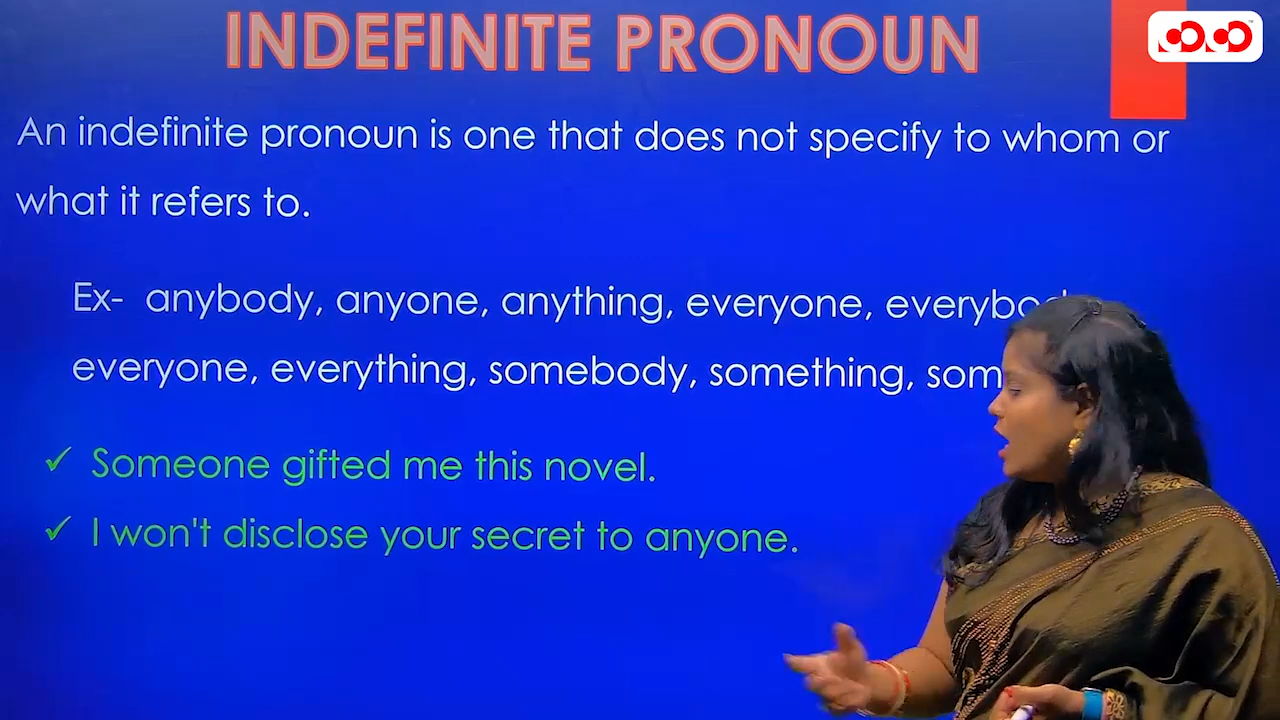 INDEFINITE PRONOUN
An indefinite pronoun is one that does not specify to whom or
what it refers to.
Ex- anybody, anyone, anything, everyone,
everyone, everything, somebody, something,
✓ Someone gifted me this novel.
✓ I won't disclose your secret to anyone.